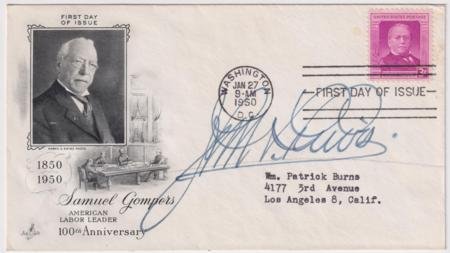 FIRST DAY
OF ISSUE
UNITED STATES POSTAGE
WASHINGTON
JAN 27
9-AM
1950
D.C.
FIRST DAY OF ISSUE
1850
1950
Samuel Gompers
AMERICAN
LABOR LEADER
100th Anniversary
Wm. Patrick Burns
4177 3rd Avenue
Los Angeles 8, Calif.